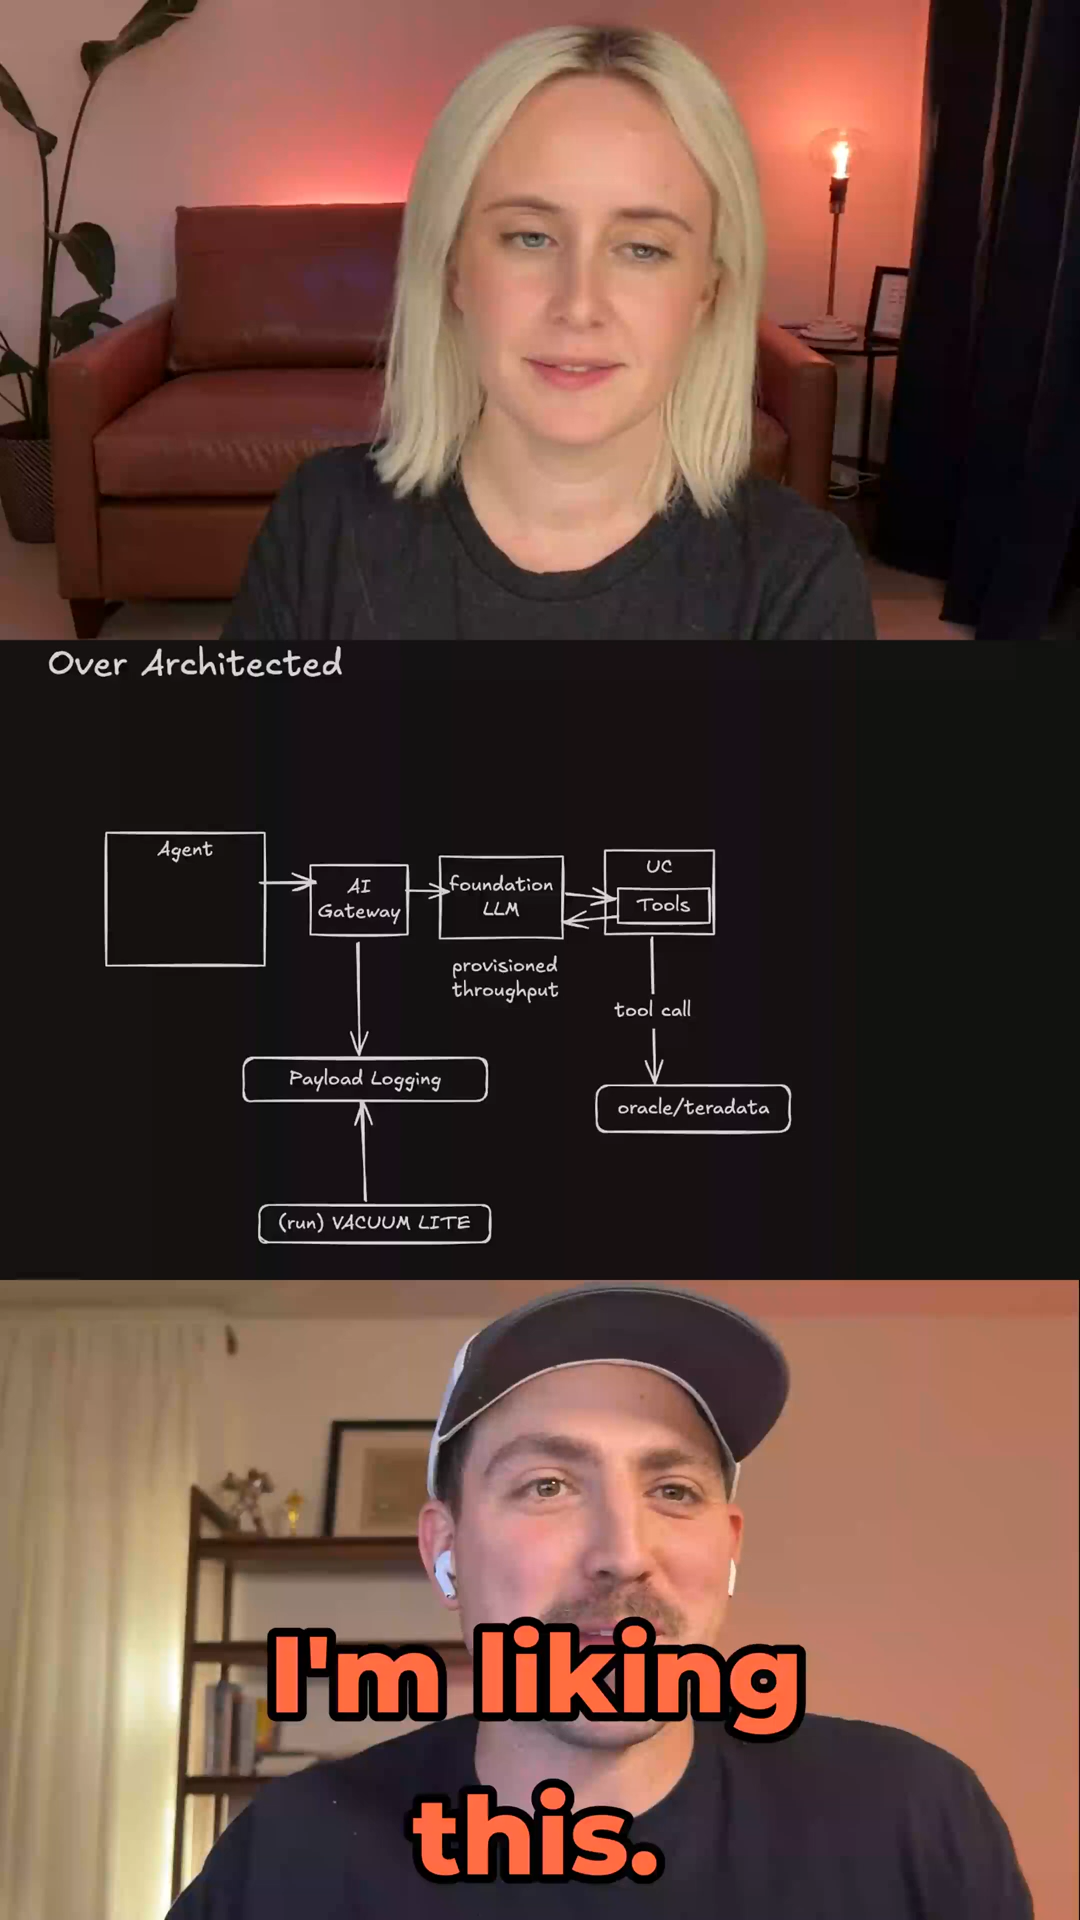 Over Architected
Agent
AI
Gateway
foundation
LLM
UC
Tools
provisioned
throughput
tool call
Payload Logging
oracle/teradata
(run) VACUUM LITE
I'm liking
this.